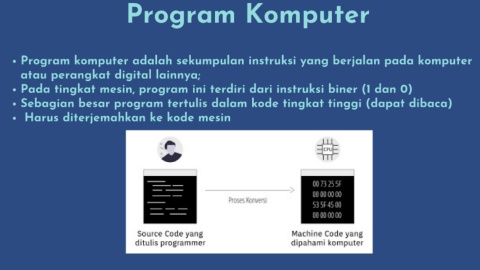 Program Komputer
• Program komputer adalah sekumpulan instruksi yang berjalan pada komputer
atau perangkat digital lainnya;
• Pada tingkat mesin, program ini terdiri dari instruksi biner (1 dan 0)
• Sebagian besar program tertulis dalam kode tingkat tinggi (dapat dibaca)
• Harus diterjemahkan ke kode mesin
CPU
00 73 25 5F
00 00 00 00
53 5F 45 00
00 00 00 00
Proses Konversi
Source Code yang
ditulis programmer
Machine Code yang
dipahami komputer